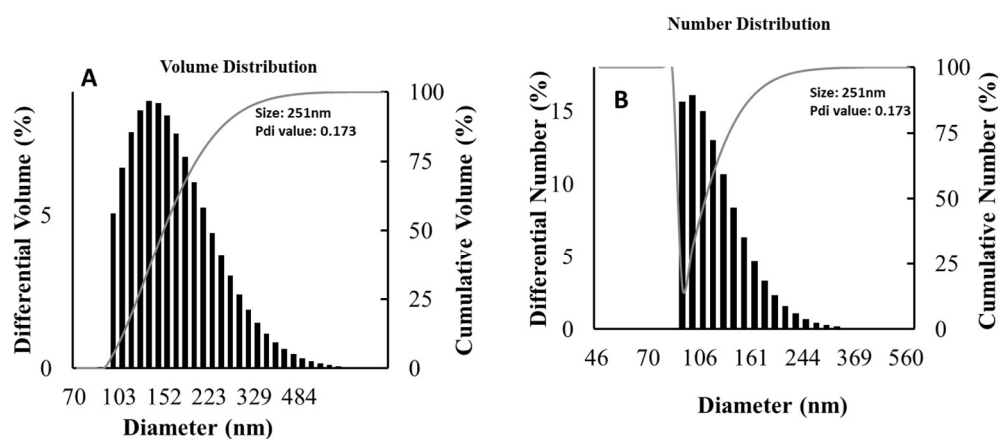 A
Volume Distribution
Size: 251nm
Pdi value: 0.173
Differential Volume (%)
5
0
100
75
50
25
0
Cumulative Volume (%)
70 103 152 223 329 484
Diameter (nm)
Number Distribution
B
Size: 251nm
Pdi value: 0.173
Differential Number (%)
15
10
5
0
100
75
50
25
0
Cumulative Number (%)
46 70 106 161 244 369 560
Diameter (nm)